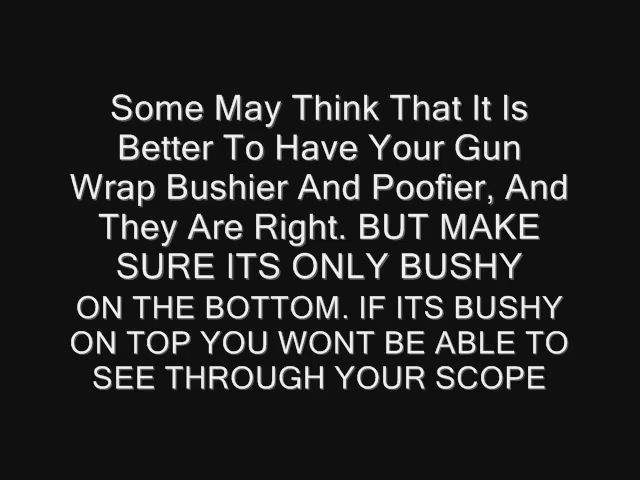 Some May Think That It Is
Better To Have Your Gun
Wrap Bushier And Poofier, And
They Are Right. BUT MAKE
SURE ITS ONLY BUSHY
ON THE BOTTOM. IF ITS BUSHY
ON TOP YOU WONT BE ABLE TO
SEE THROUGH YOUR SCOPE